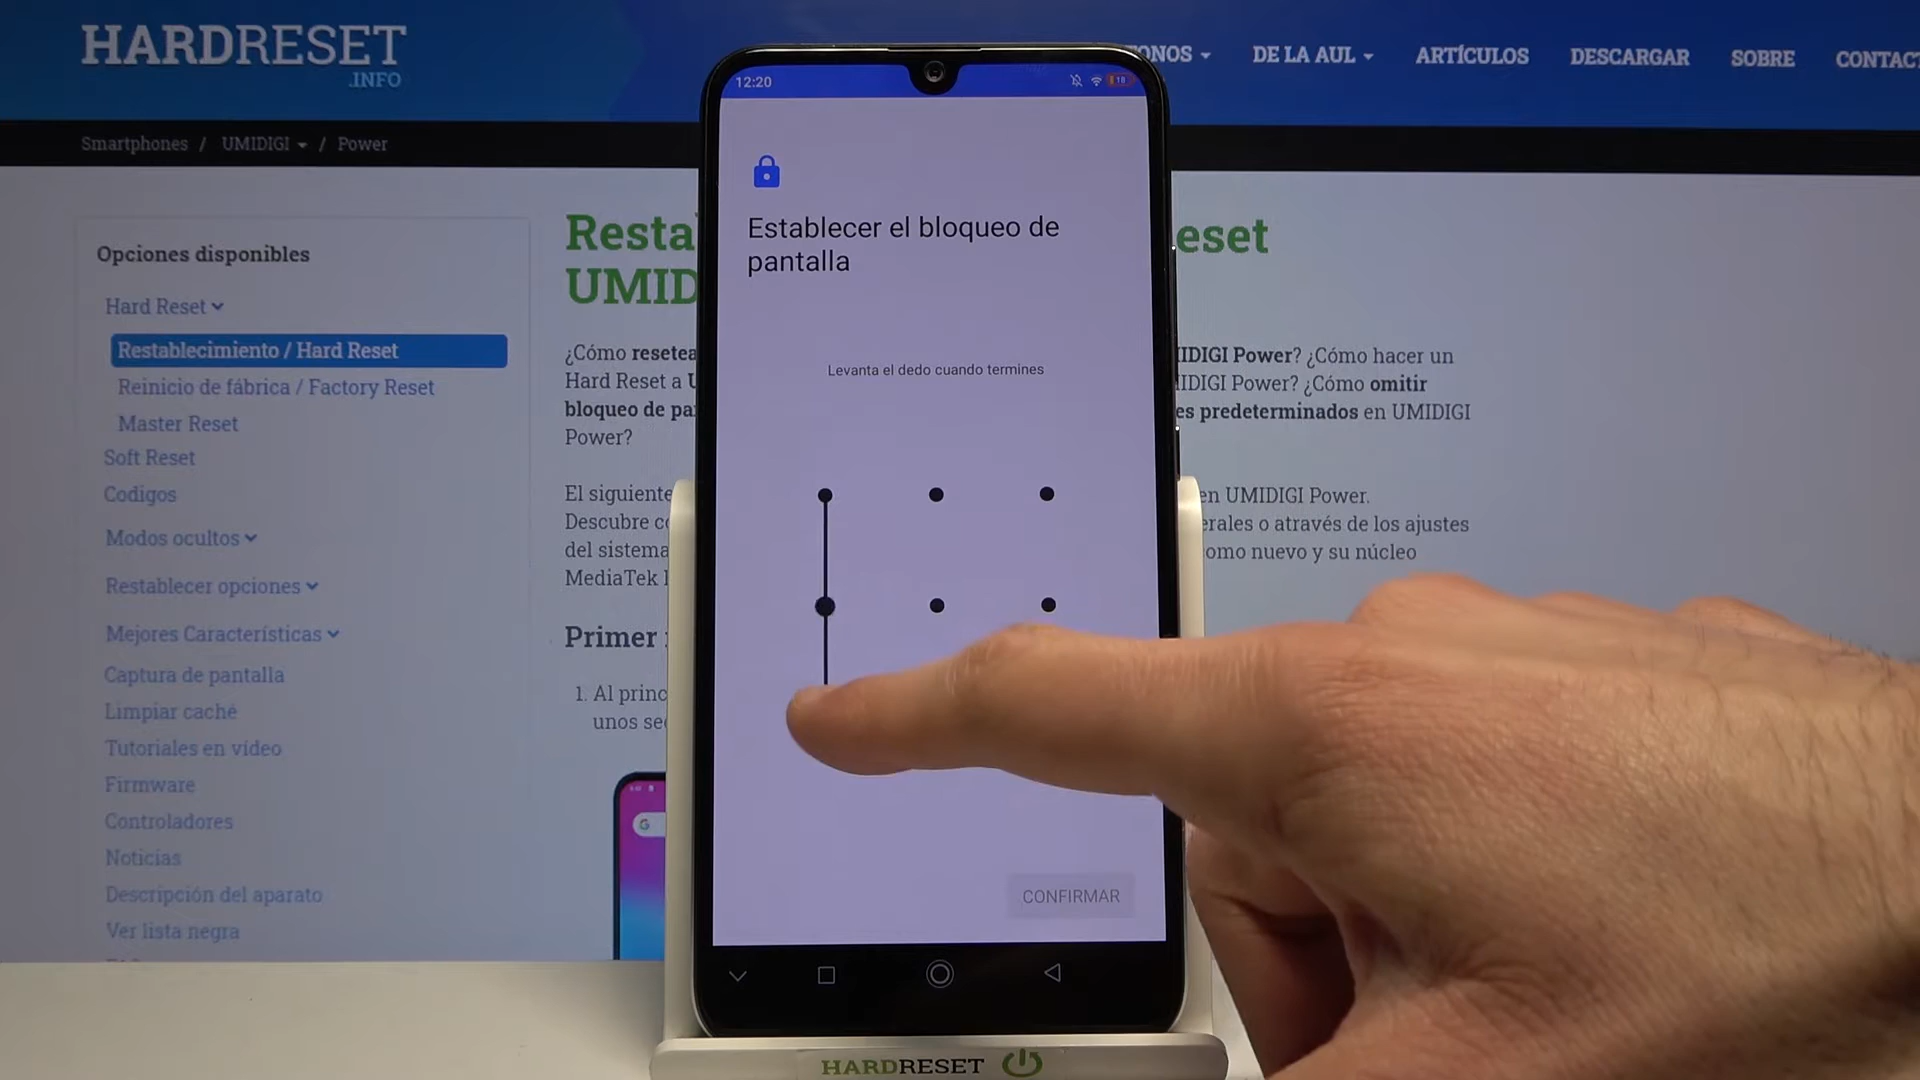 HARDRESET
.INFO
ONOS
DE LA AUL
ARTÍCULOS
DESCARGAR
SOBRE
CONTACT
Smartphones / UMIDIGI / Power
Opciones disponibles
Hard Reset
Restablecimiento / Hard Reset
Reinicio de fábrica / Factory Reset
Master Reset
Soft Reset
Codigos
Modos ocultos
Restablecer opciones
Mejores Características
Captura de pantalla
Limpiar caché
Tutoriales en vídeo
Firmware
Controladores
Noticias
Descripción del aparato
Ver lista negra
Resta
eset
UMID
¿Cómo resetea
IDIGI Power? ¿Cómo hacer un
Hard Reset a U
IDIGI Power? ¿Cómo omitir
bloqueo de pa
es predeterminados en UMIDIGI
Power?
El siguiente
en UMIDIGI Power.
Descubre co
erales o através de los ajustes
del sistema
omo nuevo y su núcleo
MediaTek
Primer
1. Al princ
unos se
12:20
18
Establecer el bloqueo de
pantalla
Levanta el dedo cuando termines
CONFIRMAR
G
HARDRESET